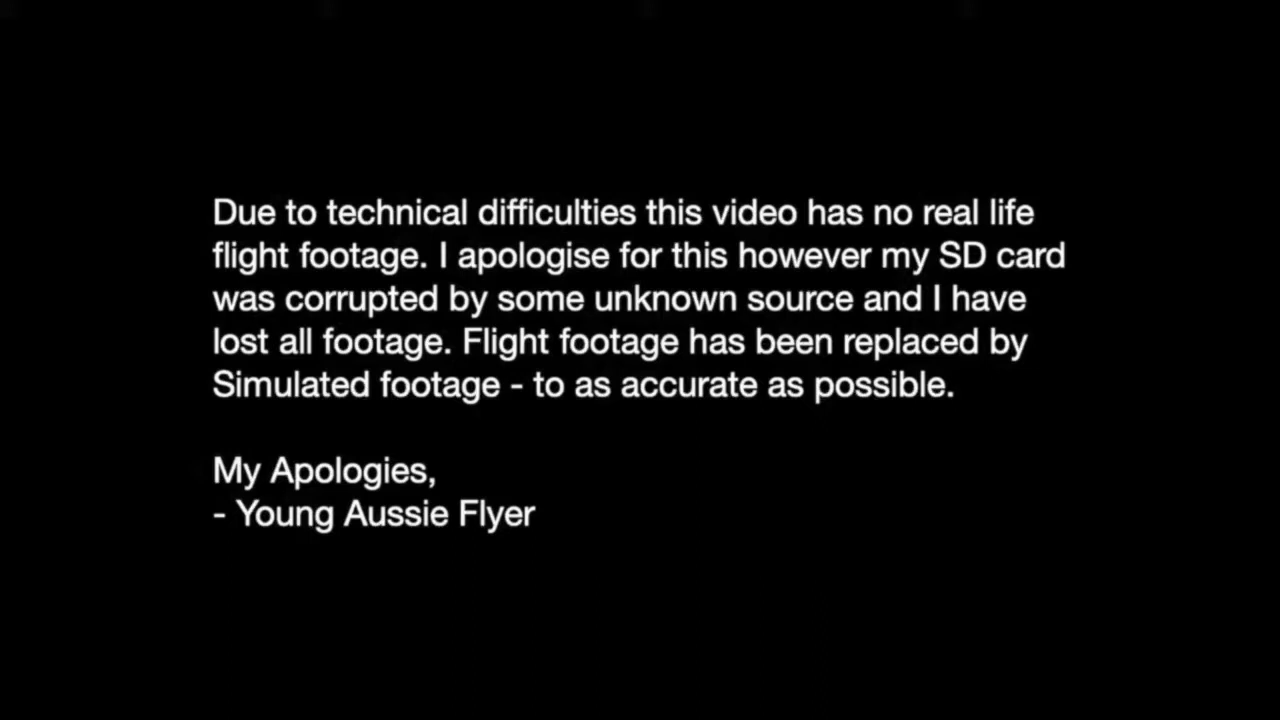 Due to technical difficulties this video has no real life
flight footage. I apologise for this however my SD card
was corrupted by some unknown source and I have
lost all footage. Flight footage has been replaced by
Simulated footage - to as accurate as possible.
My Apologies,
- Young Aussie Flyer